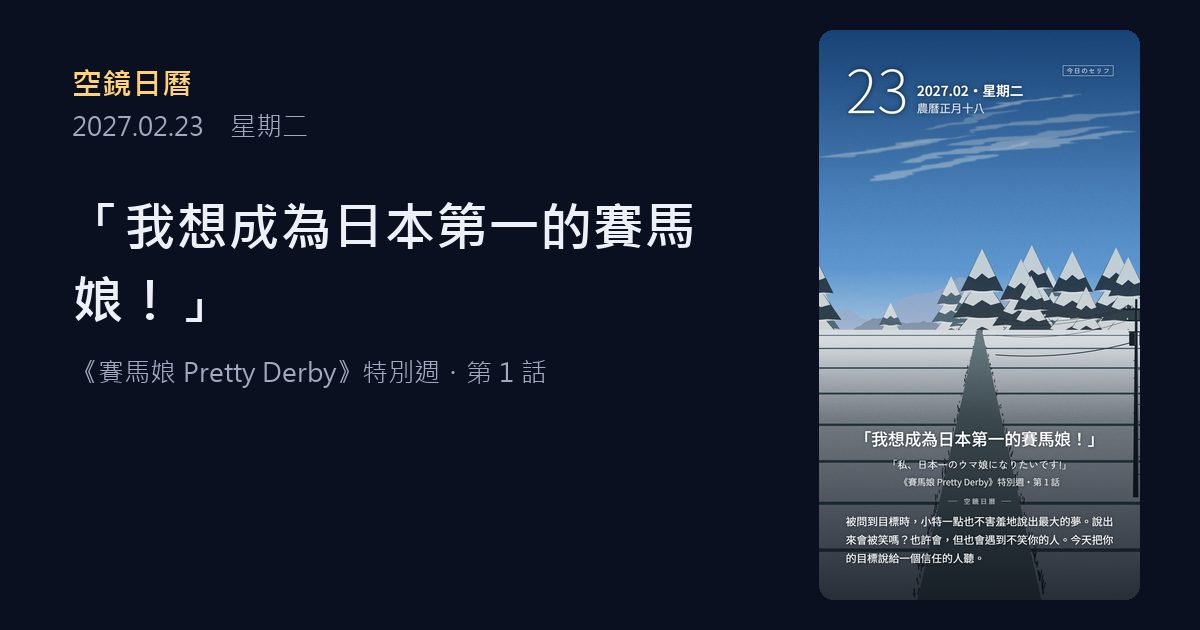 空鏡日曆
2027.02.23 星期二
「我想成為日本第一的賽馬
娘！」
《賽馬娘 Pretty Derby》特別週・第 1 話
23
2027.02・星期二
農曆正月十八
今日のセリフ
「我想成為日本第一的賽馬娘！」
「私、日本一のウマ娘になりたいです!」
《賽馬娘 Pretty Derby》特別週・第 1 話
空鏡日曆
被問到目標時，小特一點也不害羞地說出最大的夢。說出
來會被笑嗎？也許會，但也會遇到不笑你的人。今天把你
的目標說給一個信任的人聽。